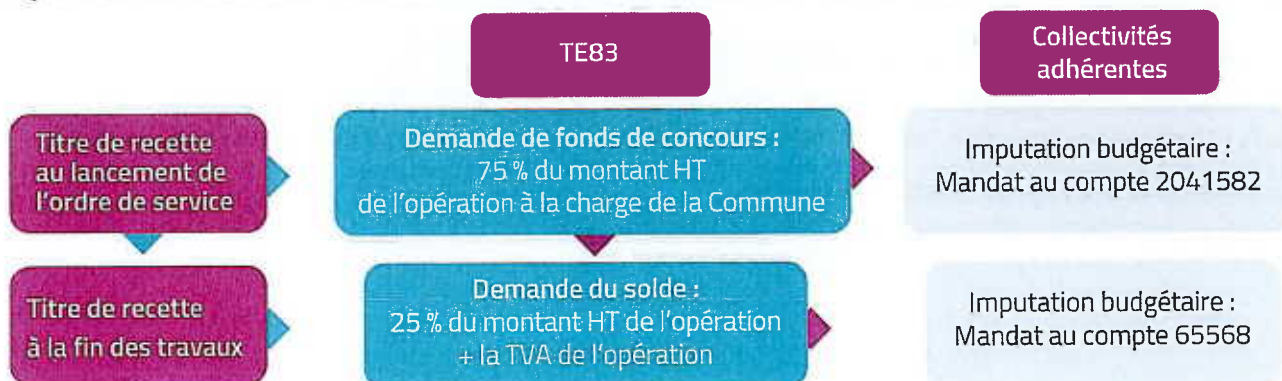 TE83
Collectivités
adhérentes
Titre de recette
au lancement de
l'ordre de service
Demande de fonds de concours :
75 % du montant HT
de l'opération à la charge de la Commune
Imputation budgétaire :
Mandat au compte 2041582
Titre de recette
à la fin des travaux
Demande du solde :
25 % du montant HT de l'opération
+ la TVA de l'opération
Imputation budgétaire :
Mandat au compte 65568